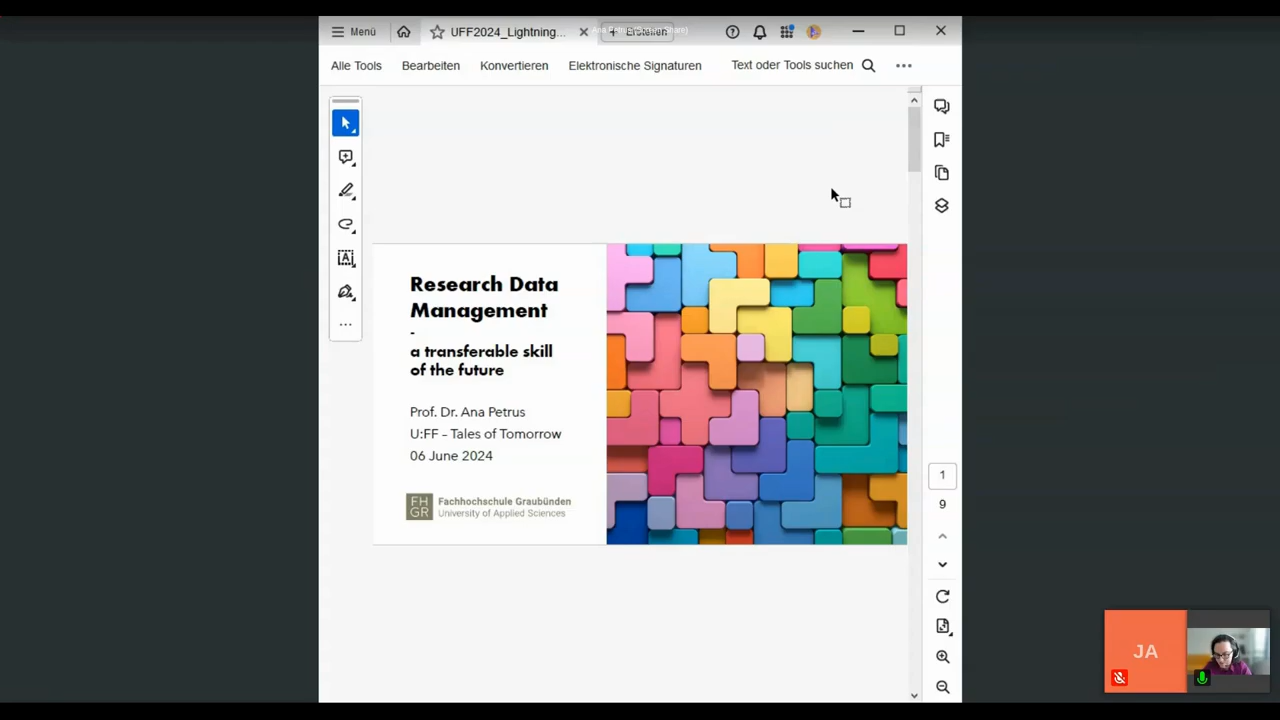 Menü
UFF2024_Lightning...
Erstellen
Alle Tools
Bearbeiten
Konvertieren
Elektronische Signaturen
Text oder Tools suchen
Research Data
Management
-
a transferable skill
of the future
Prof. Dr. Ana Petrus
U:FF - Tales of Tomorrow
06 June 2024
FH
GR
Fachhochschule Graubünden
University of Applied Sciences
1
9
JA